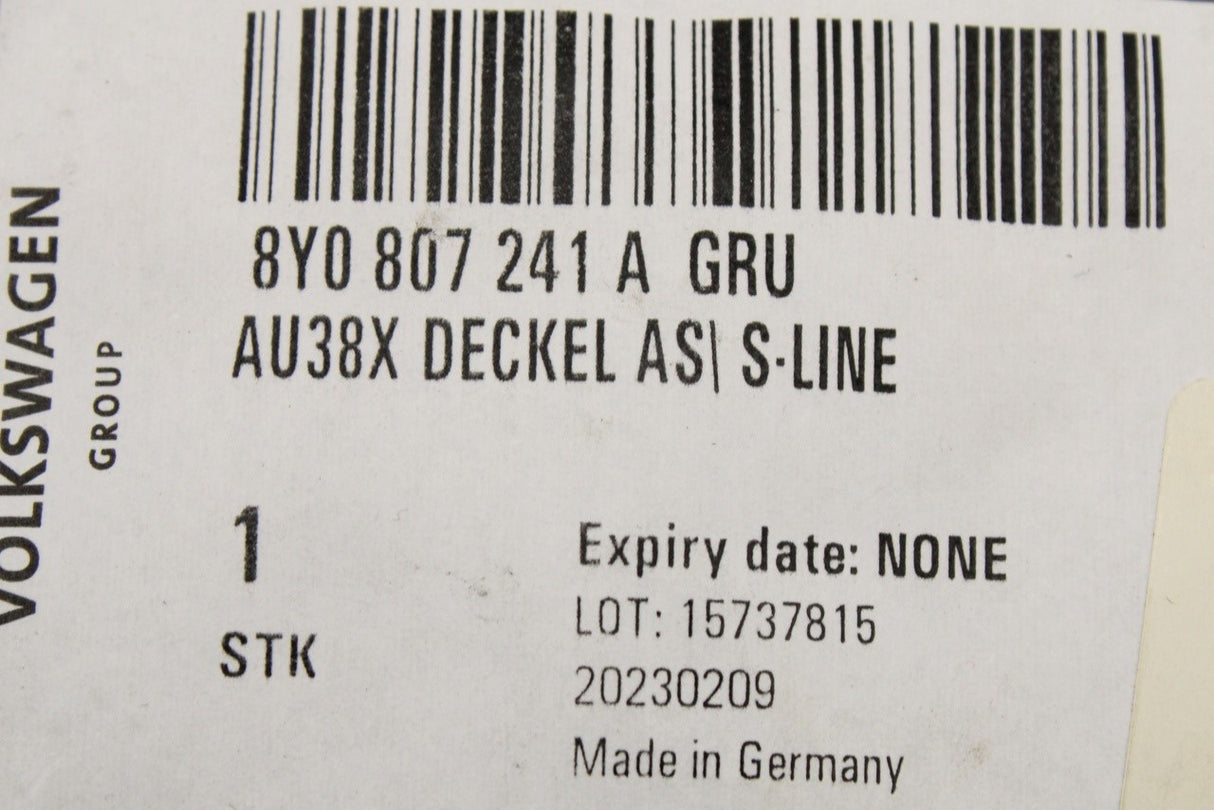 VOLKSWAGEN
GROUP
8Y0 807 241 A GRU
AU38X DECKEL AS\ S-LINE
1
STK
Expiry date: NONE
LOT: 15737815
20230209
Made in Germany